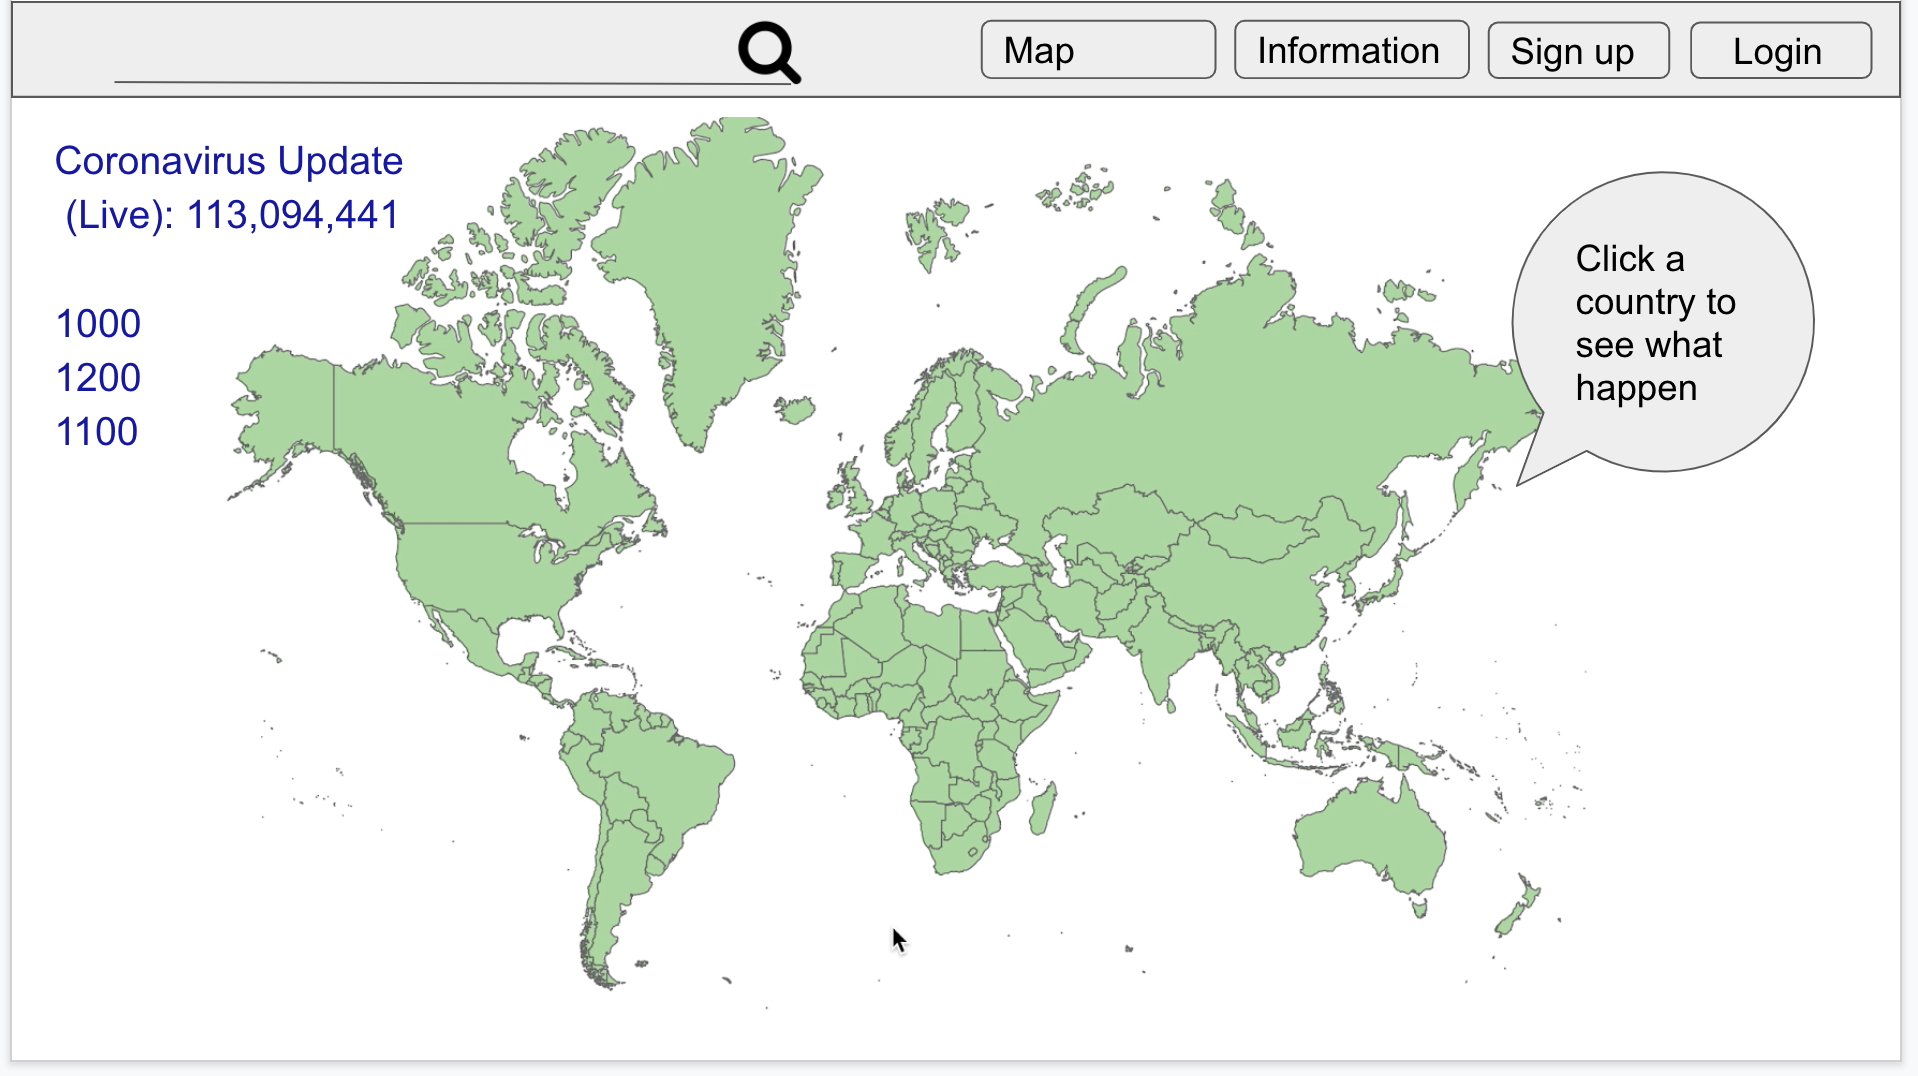 Map
Information
Sign up
Login
Coronavirus Update
(Live): 113,094,441
1000
1200
1100
Click a
country to
see what
happen